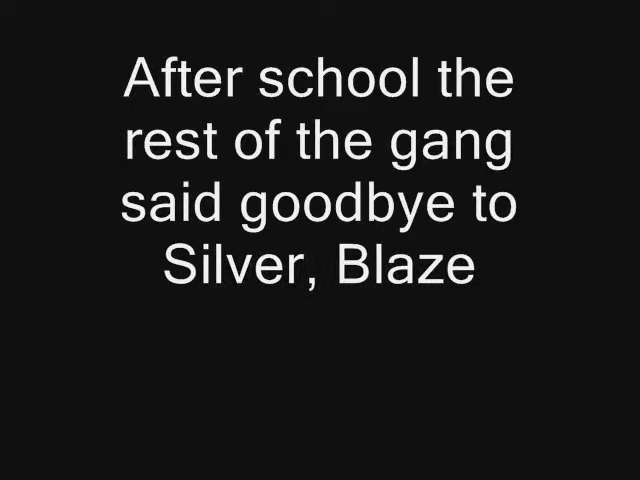 After school the
rest of the gang
said goodbye to
Silver, Blaze